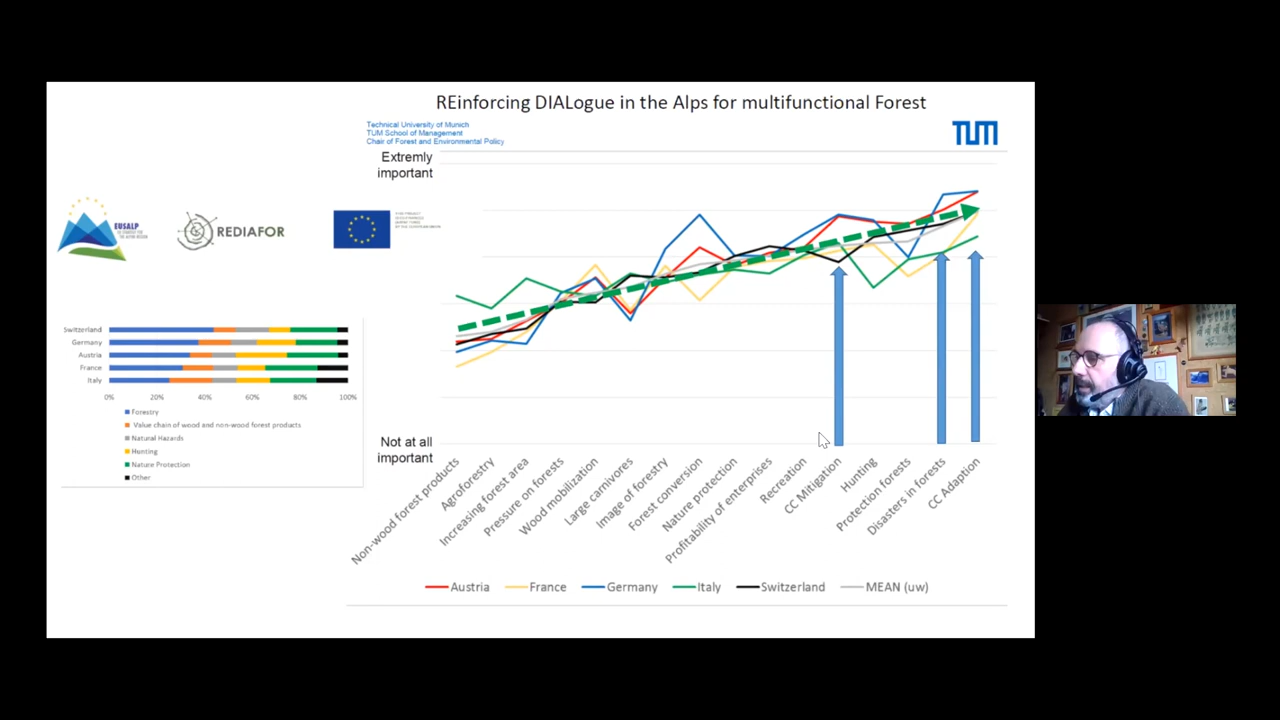 REinforcing DIALogue in the Alps for multifunctional Forest
Technical University of Munich
TUM School of Management
Chair of Forest and Environmental Policy
TUM
Extremly
important
EUSALP
REDIAFOR
Switzerland
Germany
Austria
France
Italy
0%
20%
40%
60%
80%
100%
Forestry
Value chain of wood and non-wood forest products
Natural Hazards
Hunting
Nature Protection
Other
Not at all
important
Non-wood forest products
Agroforestry
Increasing forest area
Pressure on forests
Wood mobilization
Large carnivores
Image of forestry
Forest conversion
Nature protection
Profitability of enterprises
Recreation
CC Mitigation
Hunting
Protection forests
Disasters in forests
CC Adaption
Austria
France
Germany
Italy
Switzerland
MEAN (uw)